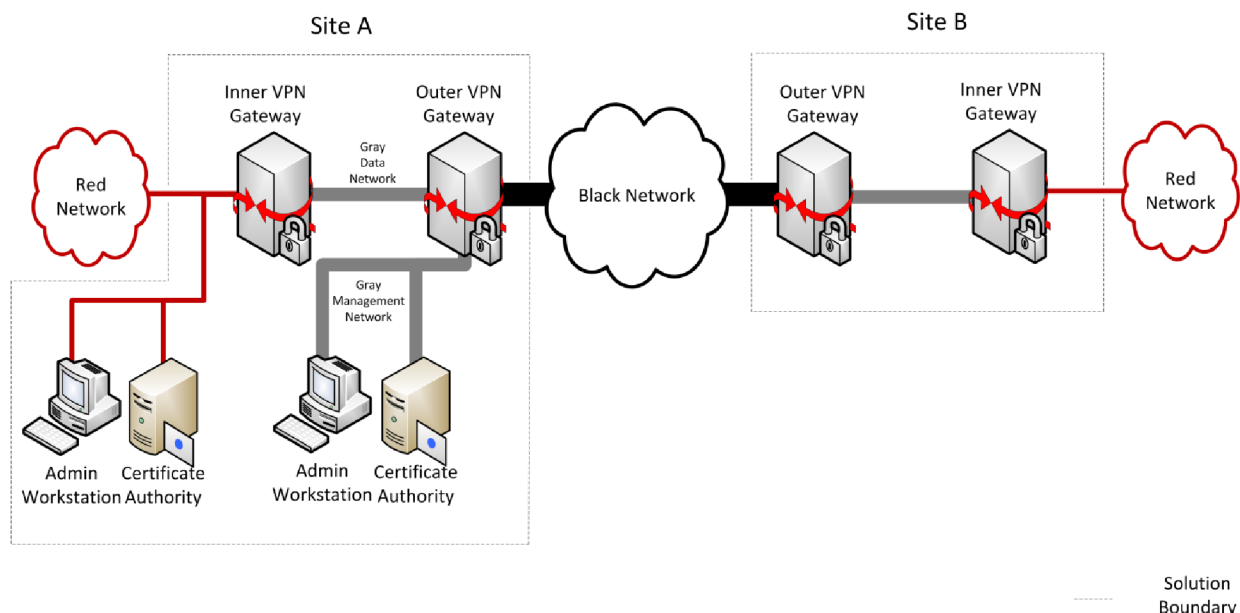 Site A
Site B
Inner VPN
Gateway
Outer VPN
Gateway
Outer VPN
Gateway
Inner VPN
Gateway
Gray
Data
Network
Red
Network
Black Network
Red
Network
Gray
Management
Network
Admin
Workstation
Certificate
Authority
Admin
Workstation
Certificate
Authority
Solution
Boundary